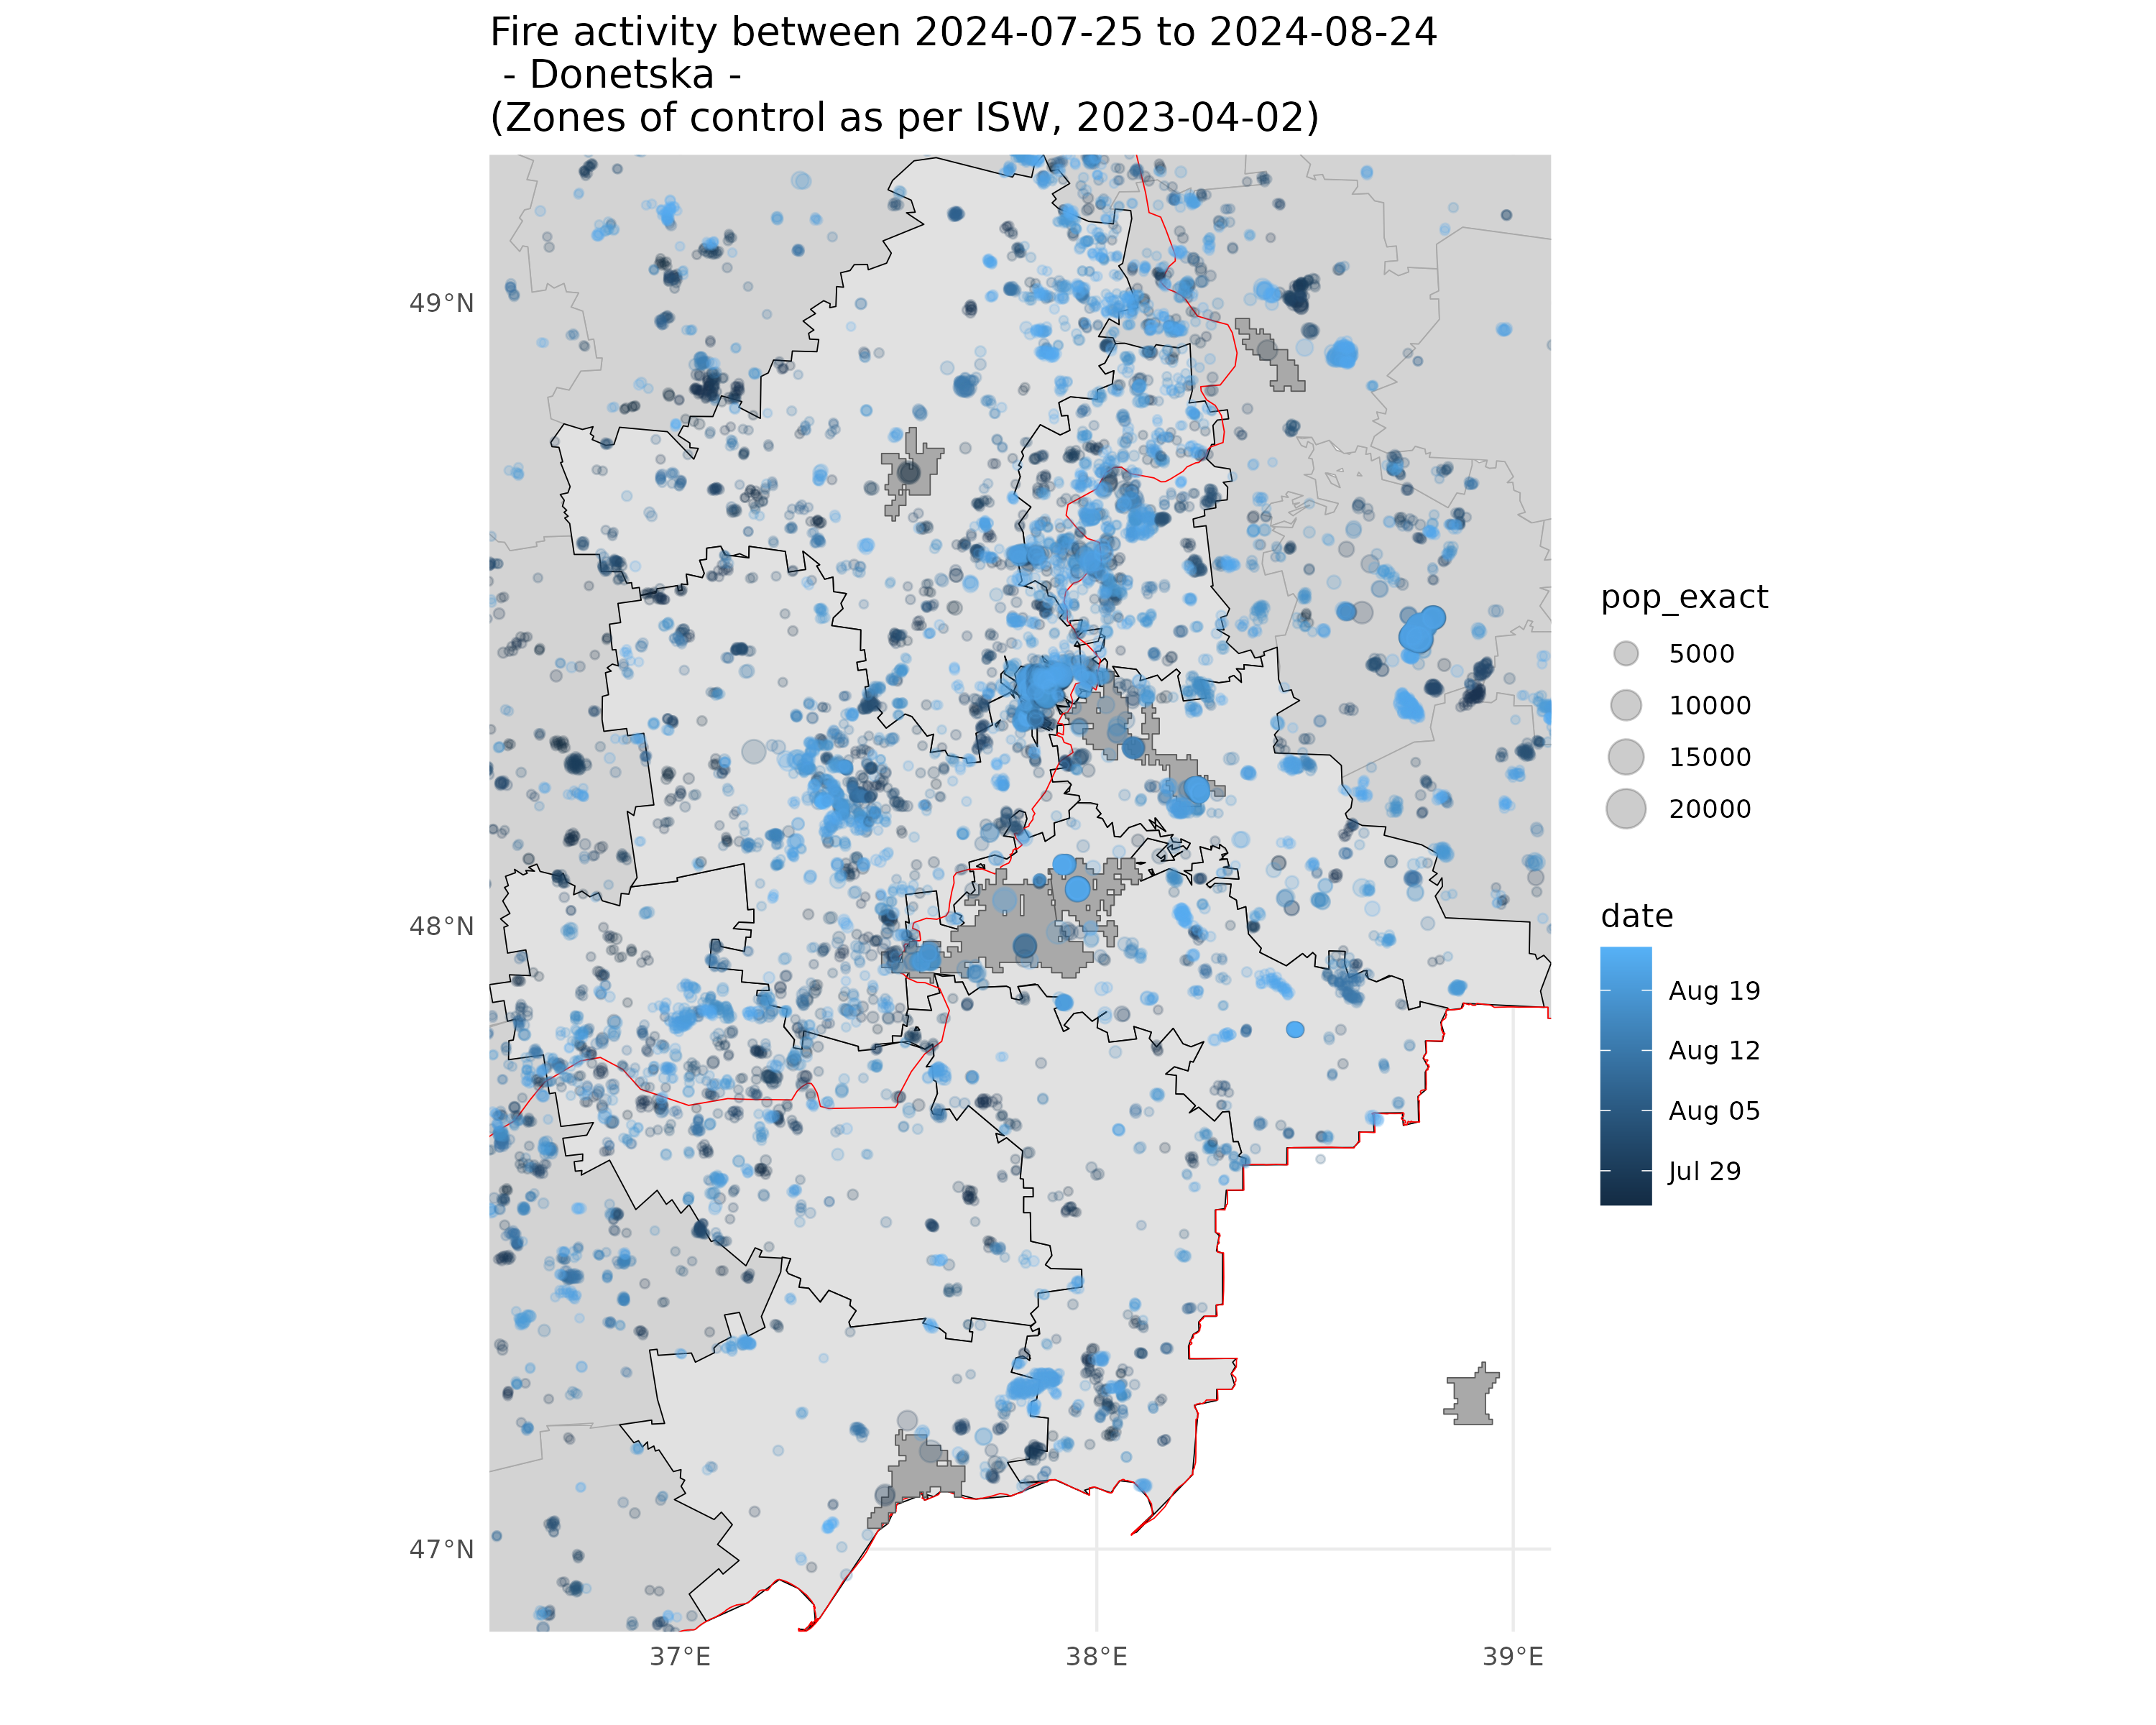 Fire activity between 2024-07-25 to 2024-08-24
- Donetska -
(Zones of control as per ISW, 2023-04-02)
49°N
48°N
47°N
37°E
38°E
39°E
pop_exact
5000
10000
15000
20000
date
Aug 19
Aug 12
Aug 05
Jul 29